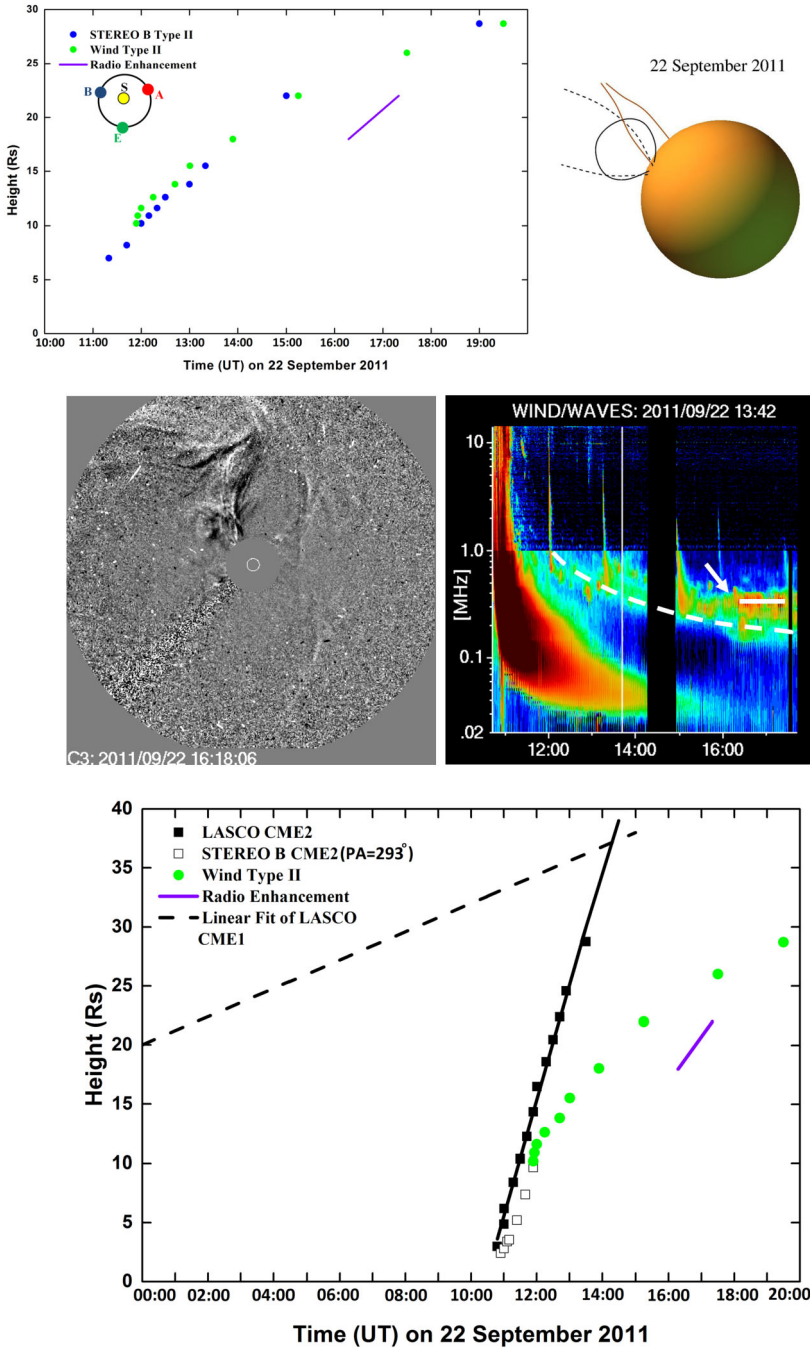 30
25
20
15
10
5
0
Height (Rs)
STEREO B Type II
Wind Type II
Radio Enhancement
B
S
A
E
10:00 11:00 12:00 13:00 14:00 15:00 16:00 17:00 18:00 19:00
Time (UT) on 22 September 2011
22 September 2011
C3: 2011/09/22 16:18:06
WIND/WAVES: 2011/09/22 13:42
10
1.0
0.1
.02
[MHz]
12:00 14:00 16:00
40
35
30
25
20
15
10
5
0
Height (Rs)
LASCO CME2
STEREO B CME2(PA=293°)
Wind Type II
Radio Enhancement
Linear Fit of LASCO
CME1
00:00 02:00 04:00 06:00 08:00 10:00 12:00 14:00 16:00 18:00 20:00
Time (UT) on 22 September 2011